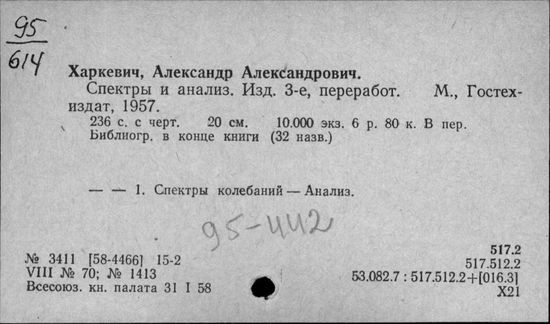 95
614
Харкевич, Александр Александрович.
Спектры и анализ. Изд. 3-е, переработ. М., Гостех-
издат, 1957.
236 с. с черт. 20 см. 10.000 экз. 6 р. 80 к. В пер.
Библиогр. в конце книги (32 назв.)
— — 1. Спектры колебаний — Анализ.
95-442
№ 3411 [58-4466] 15-2
VIII № 70; № 1413
Всесоюз. кн. палата 31 I 58
517.2
517.512.2
53.082.7 : 517.512.2+[016.3]
Х21